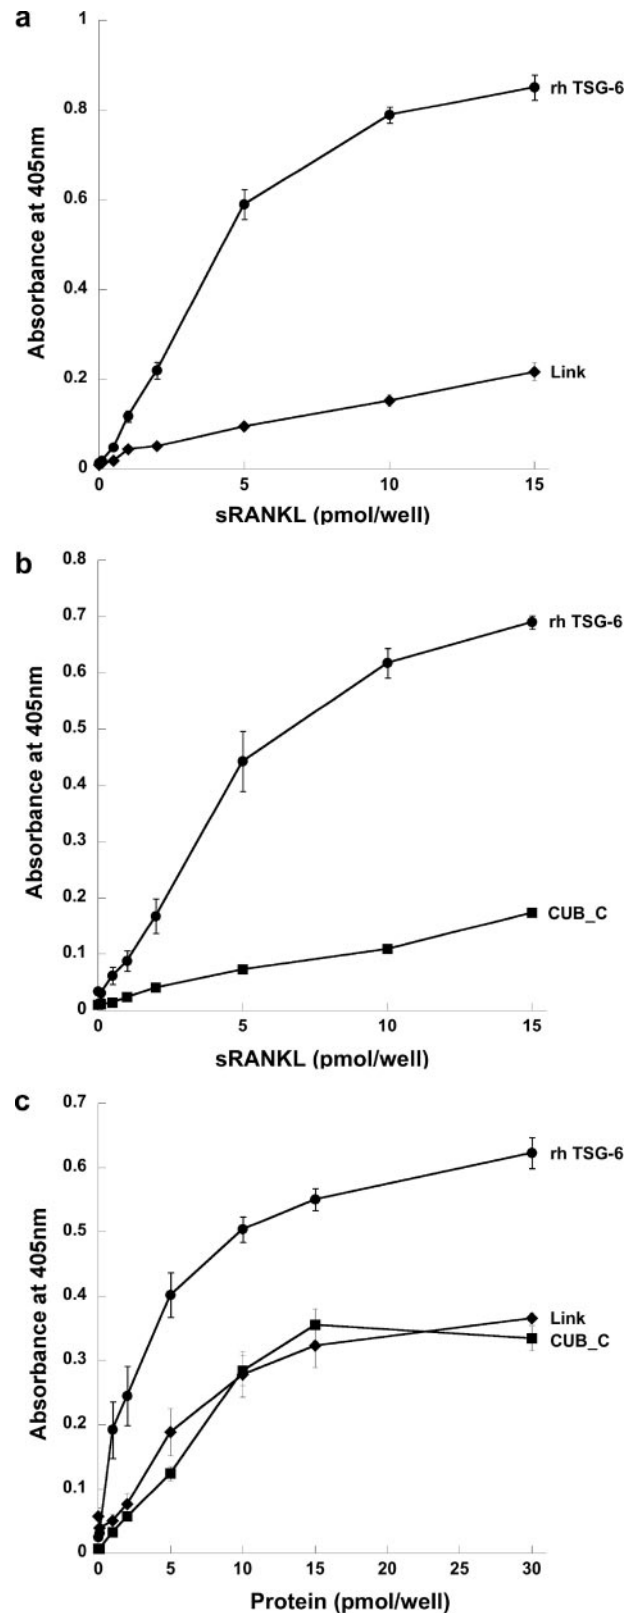 a
1
0.8
0.6
0.4
0.2
0
Absorbance at 405nm
rh TSG-6
Link
0 5 10 15
sRANKL (pmol/well)
b
0.8
0.7
0.6
0.5
0.4
0.3
0.2
0.1
0
Absorbance at 405nm
rh TSG-6
CUB_C
0 5 10 15
sRANKL (pmol/well)
c
0.7
0.6
0.5
0.4
0.3
0.2
0.1
0
Absorbance at 405nm
rh TSG-6
Link
CUB_C
0 5 10 15 20 25 30
Protein (pmol/well)